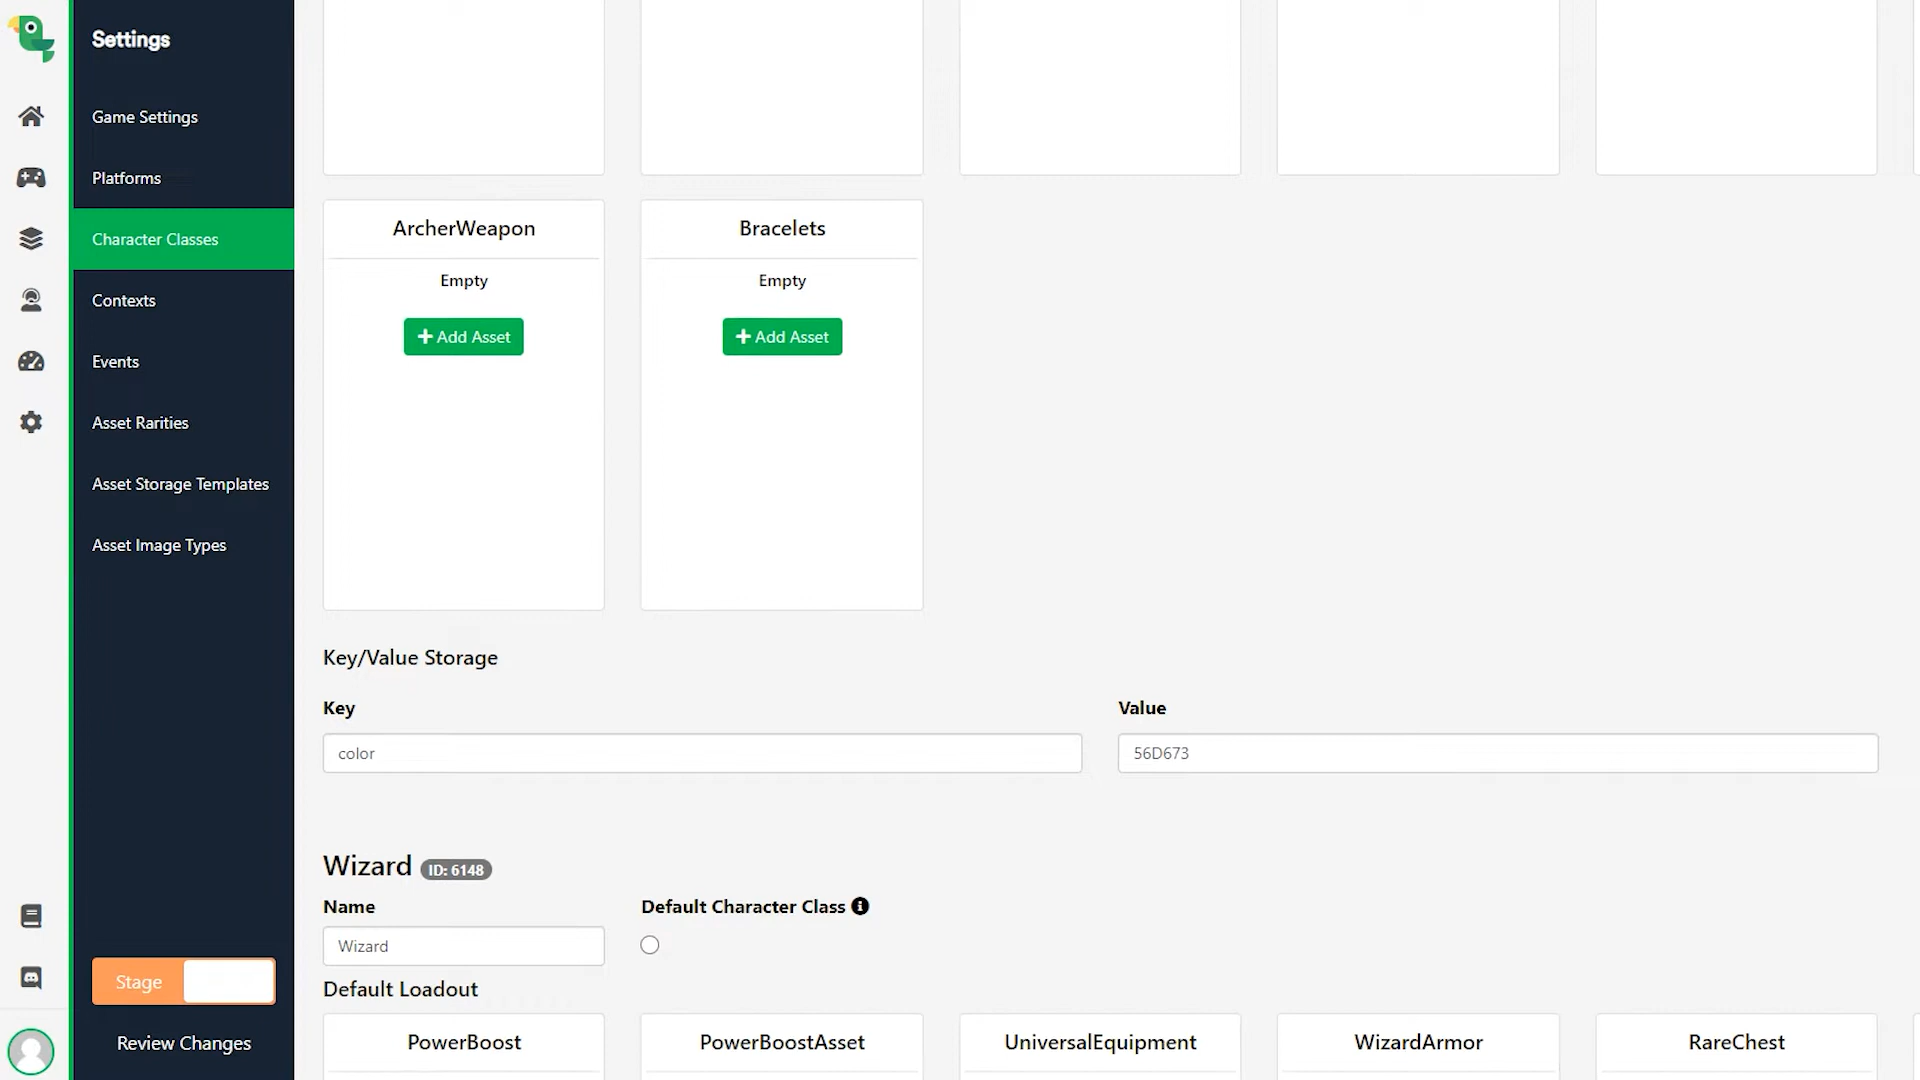 Settings
Game Settings
Platforms
Character Classes
Contexts
Events
Asset Rarities
Asset Storage Templates
Asset Image Types
Stage
Review Changes
ArcherWeapon
Empty
Add Asset
Bracelets
Empty
Add Asset
Key/Value Storage
Key
color
Value
56D673
Wizard ID: 6148
Name
Wizard
Default Character Class
Default Loadout
PowerBoost
PowerBoostAsset
UniversalEquipment
WizardArmor
RareChest